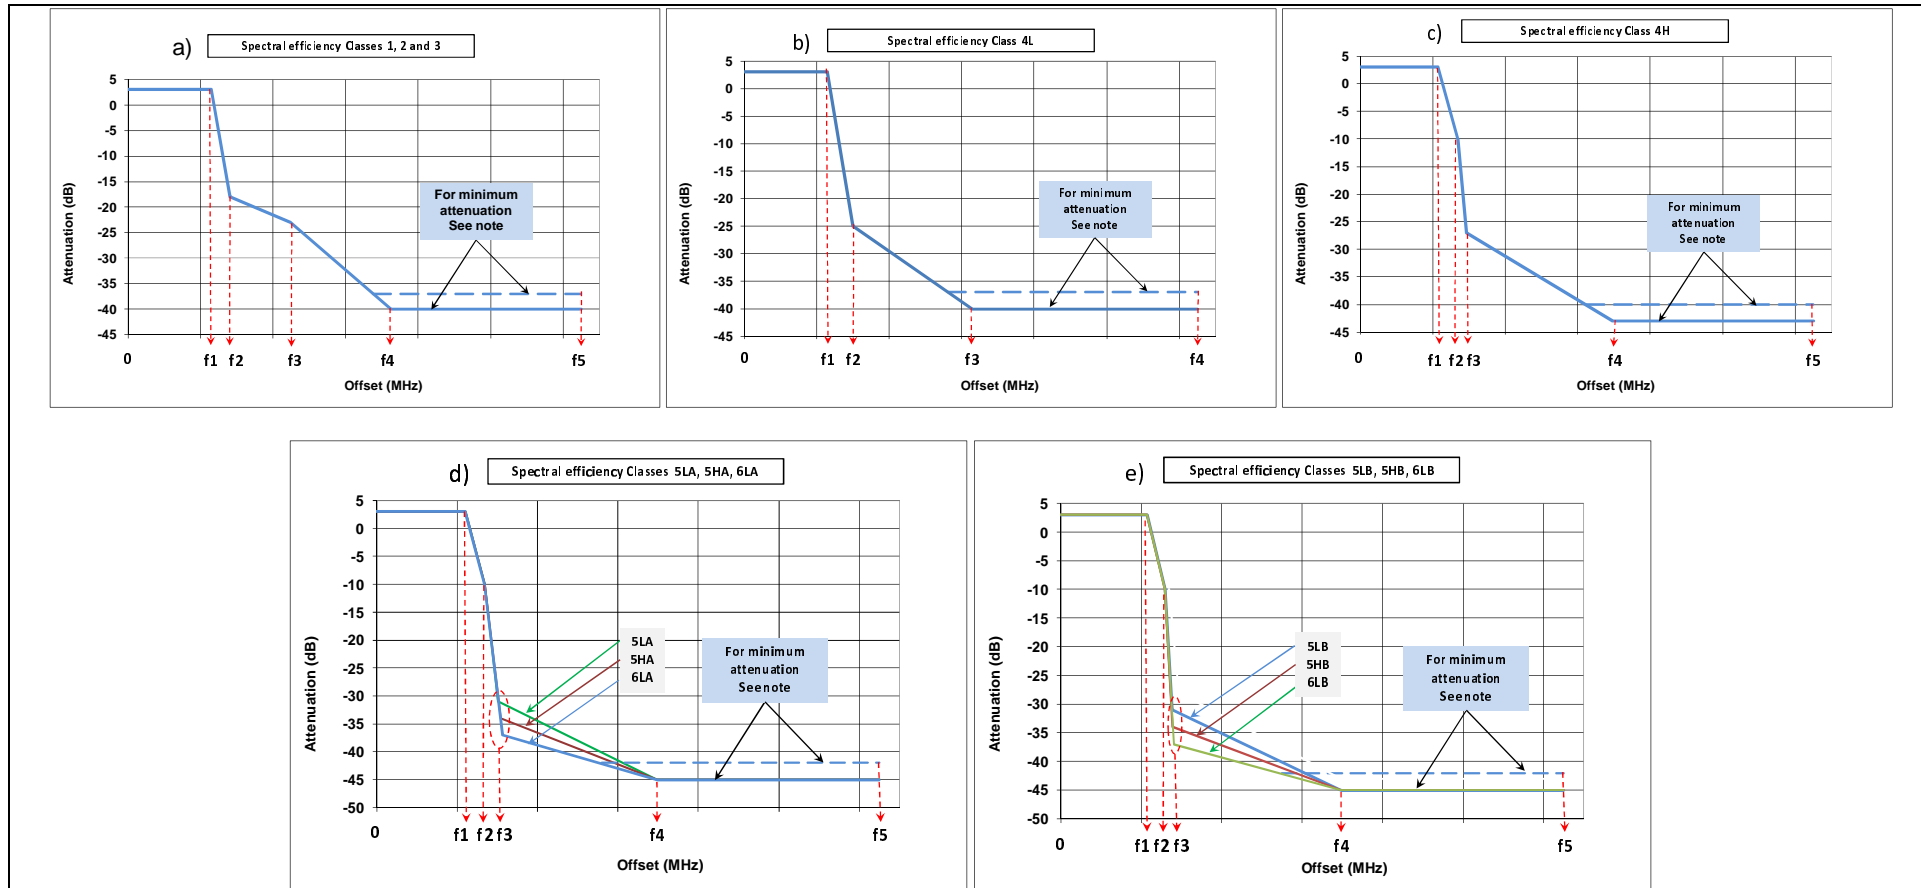 a)
Spectral efficiency Classes 1, 2 and 3
5
0
-5
-10
-15
-20
-25
-30
-35
-40
-45
Attenuation (dB)
For minimum
attenuation
See note
0
f1
f2
f3
f4
f5
Offset (MHz)
b)
Spectral efficiency Class 4L
5
0
-5
-10
-15
-20
-25
-30
-35
-40
-45
Attenuation (dB)
For minimum
attenuation
See note
0
f1
f2
f3
f4
Offset (MHz)
c)
Spectral efficiency Class 4H
5
0
-5
-10
-15
-20
-25
-30
-35
-40
-45
Attenuation (dB)
For minimum
attenuation
See note
0
f1
f2
f3
f4
f5
Offset (MHz)
d)
Spectral efficiency Classes 5LA, 5HA, 6LA
5
0
-5
-10
-15
-20
-25
-30
-35
-40
-45
-50
Attenuation (dB)
5LA
5HA
6LA
For minimum
attenuation
See note
0
f1
f2
f3
f4
f5
Offset (MHz)
e)
Spectral efficiency Classes 5LB, 5HB, 6LB
5
0
-5
-10
-15
-20
-25
-30
-35
-40
-45
-50
Attenuation (dB)
5LB
5HB
6LB
For minimum
attenuation
See note
0
f1
f2
f3
f4
f5
Offset (MHz)